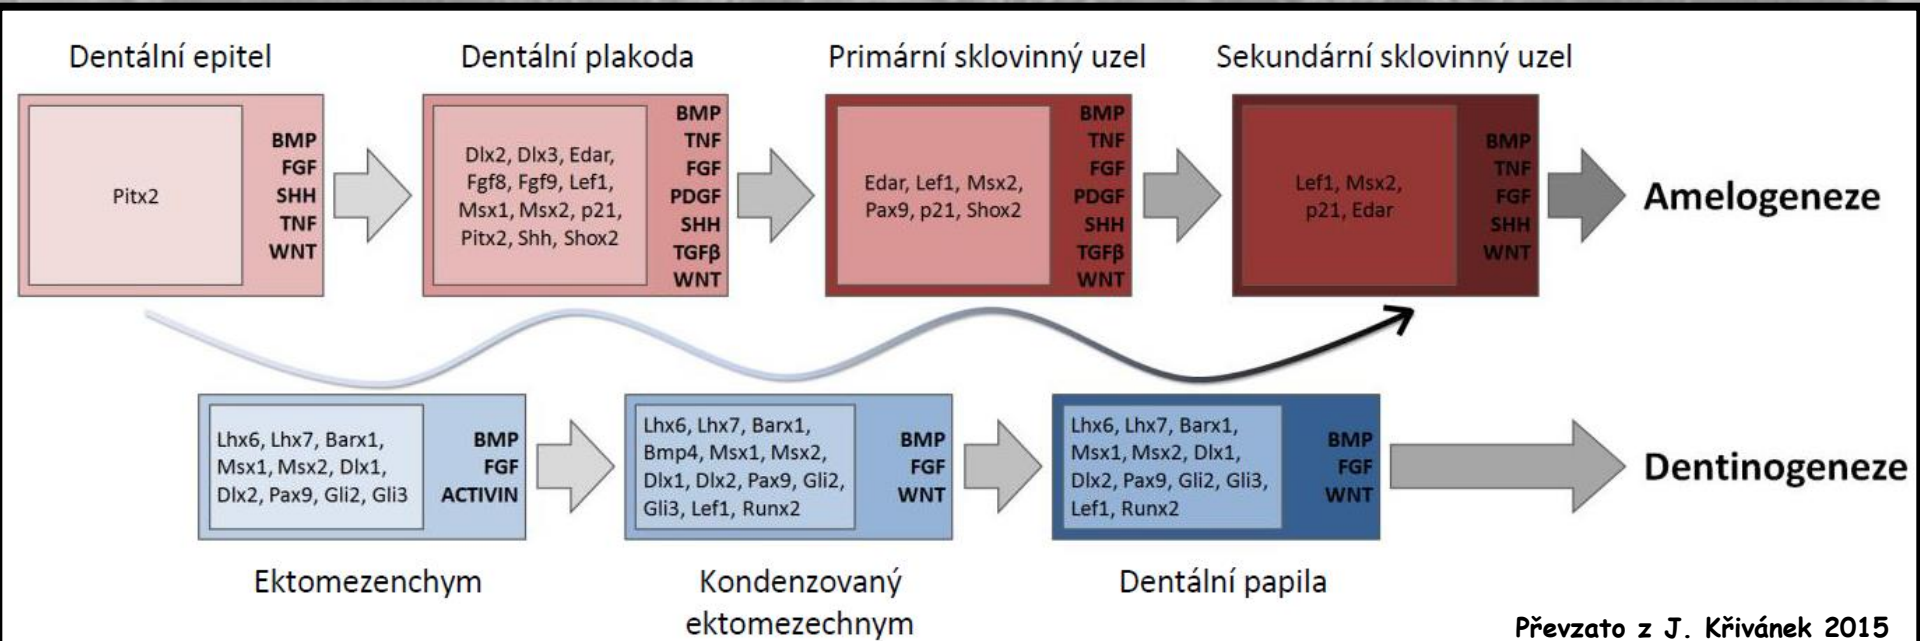 Dentální epitel
Dentální plakoda
Primární sklovinný uzel
Sekundární sklovinný uzel
Pitx2
BMP
FGF
SHH
TNF
WNT
Dlx2, Dlx3, Edar,
Fgf8, Fgf9, Lef1,
Msx1, Msx2, p21,
Pitx2, Shh, Shox2
BMP
TNF
FGF
PDGF
SHH
TGFβ
WNT
Edar, Lef1, Msx2,
Pax9, p21, Shox2
BMP
TNF
FGF
PDGF
SHH
TGFβ
WNT
Lef1, Msx2,
p21, Edar
BMP
TNF
FGF
SHH
WNT
Amelogeneze
Lhx6, Lhx7, Barx1,
Msx1, Msx2, Dlx1,
Dlx2, Pax9, Gli2, Gli3
BMP
FGF
ACTIVIN
Lhx6, Lhx7, Barx1,
Bmp4, Msx1, Msx2,
Dlx1, Dlx2, Pax9, Gli2,
Gli3, Lef1, Runx2
BMP
FGF
WNT
Lhx6, Lhx7, Barx1,
Msx1, Msx2, Dlx1,
Dlx2, Pax9, Gli2, Gli3,
Lef1, Runx2
BMP
FGF
WNT
Dentinogeneze
Ektomezenchym
Kondenzovaný
ektomezechnym
Dentální papila
Převzato z J. Křivánek 2015